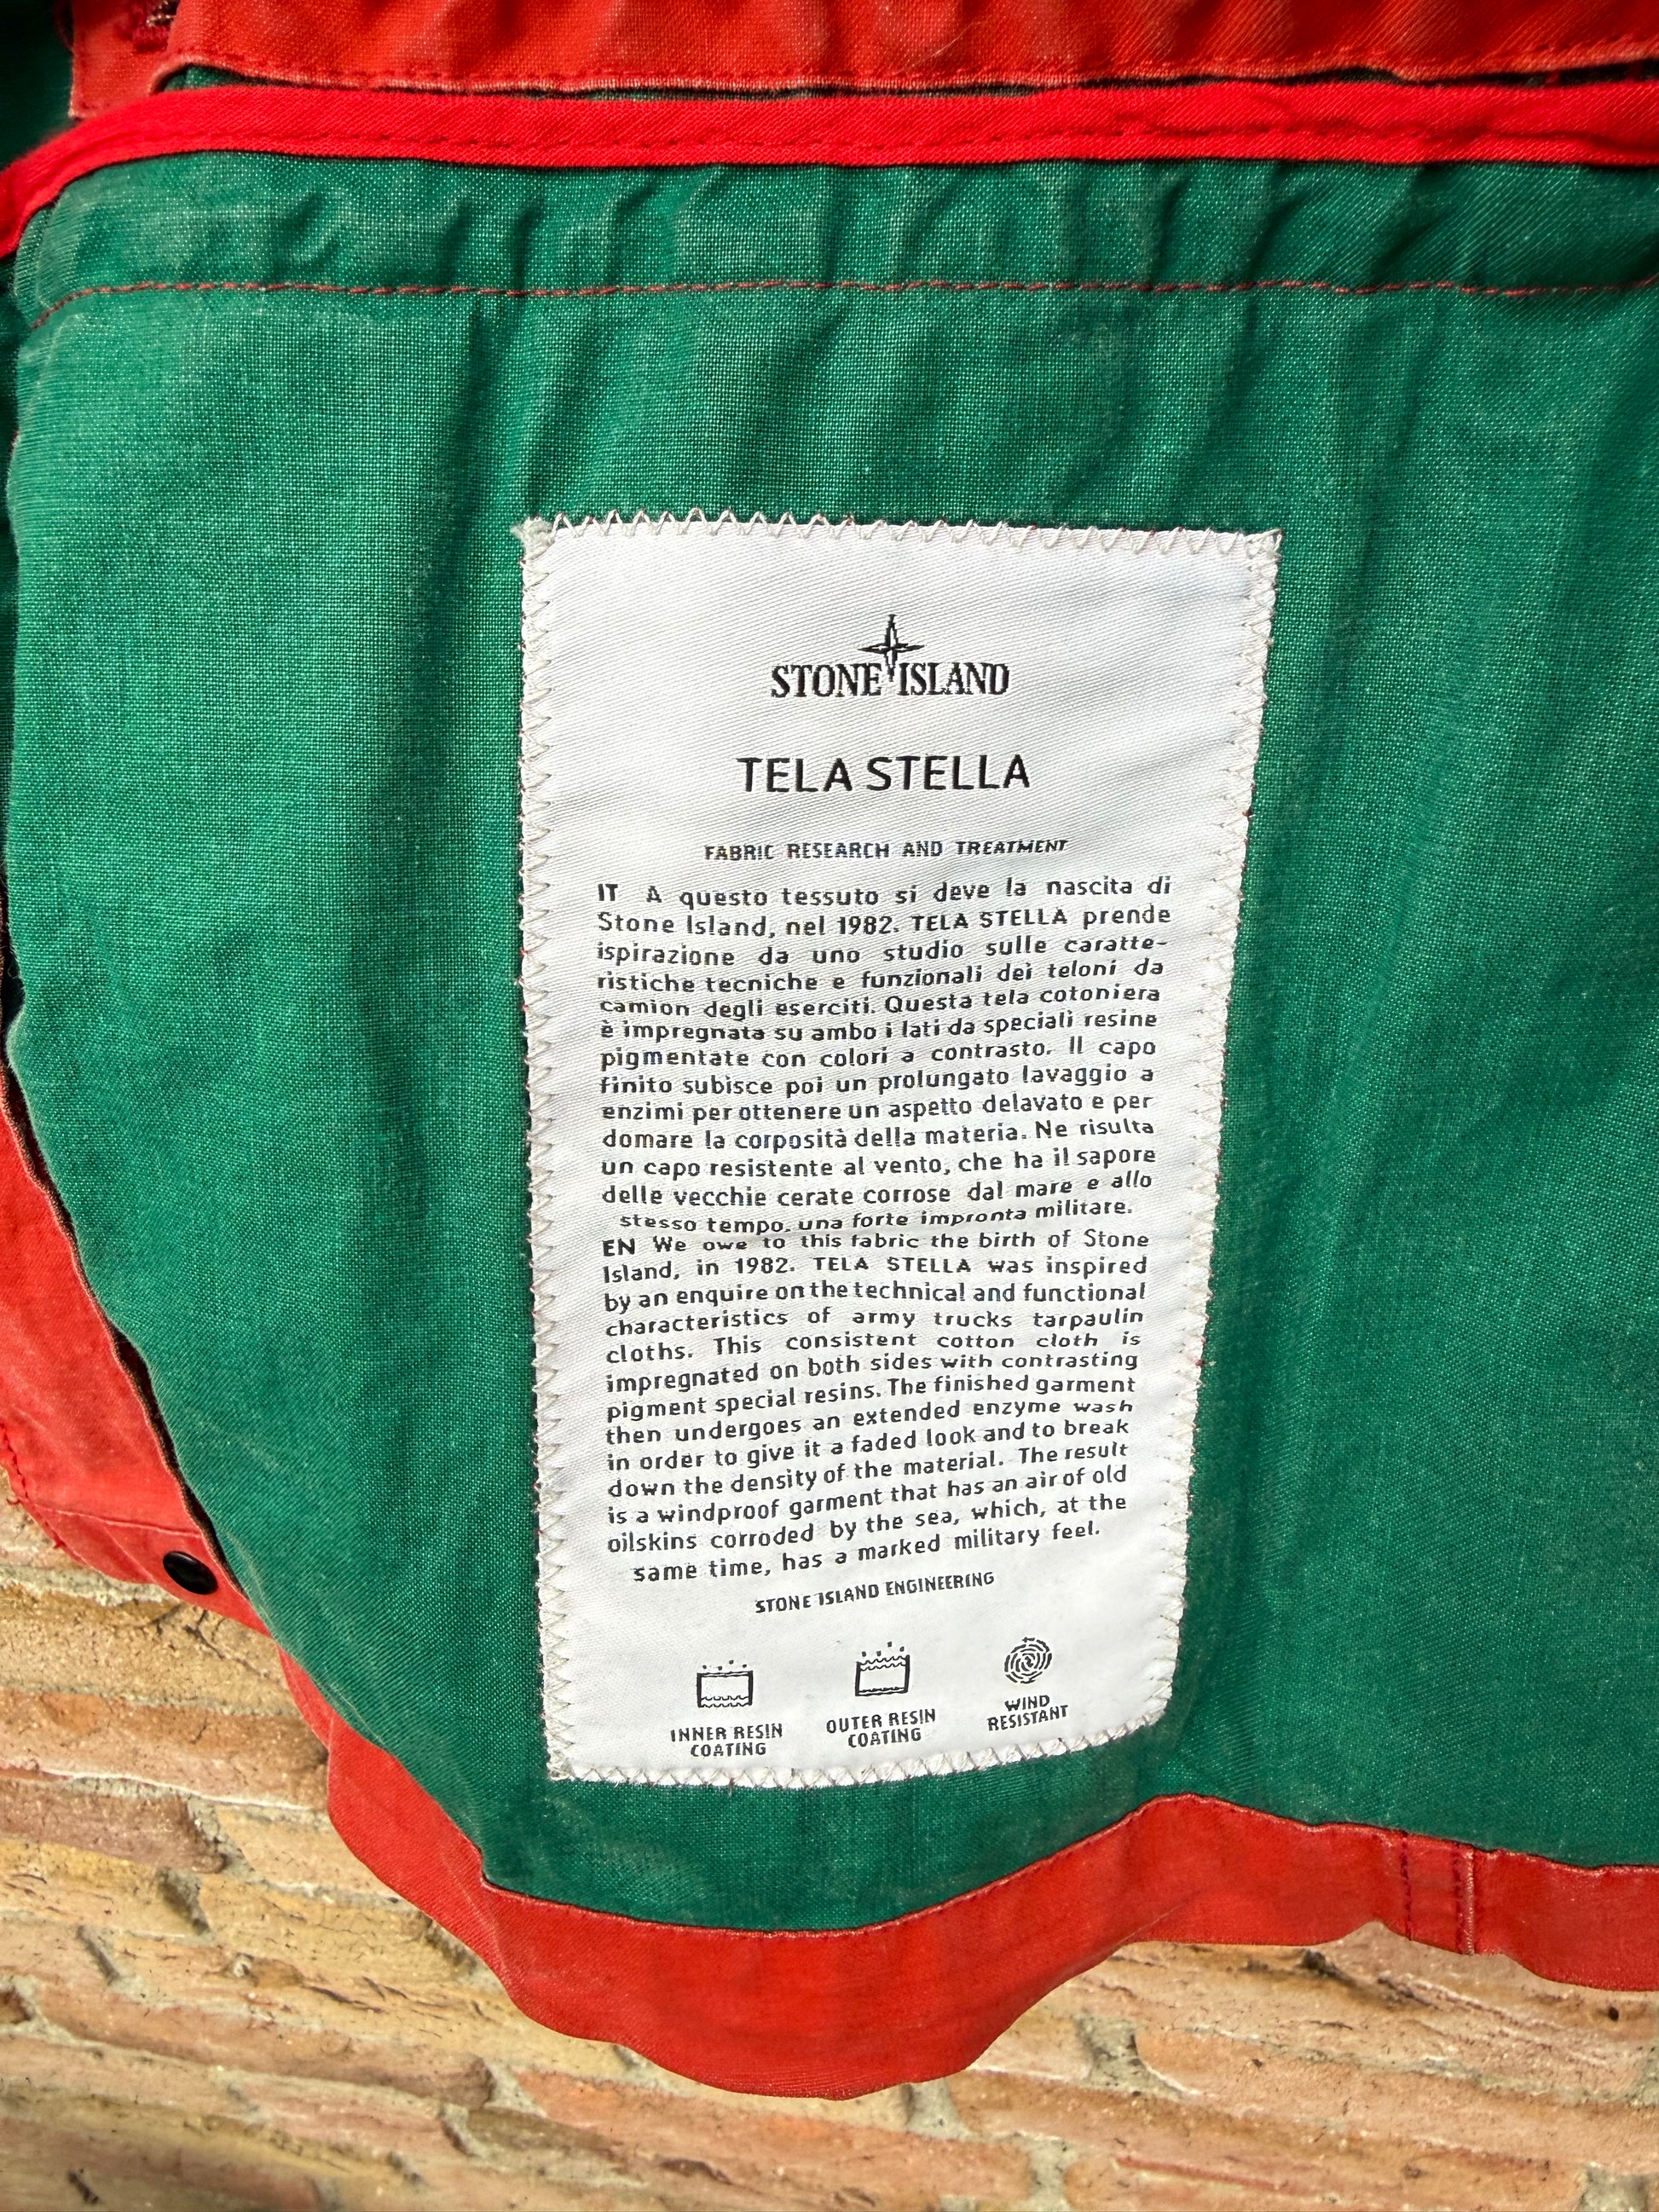 STONE ISLAND
TELA STELLA
FABRIC RESEARCH AND TREATMENT
IT A questo tessuto si deve la nascita di
Stone Island, nel 1982. TELA STELLA prende
ispirazione da uno studio sulle caratte-
ristiche tecniche e funzionali dei teloni da
camion degli eserciti. Questa tela cotoniera
è impregnata su ambo i lati da speciali resine
pigmentate con colori a contrasto. Il capo
finito subisce poi un prolungato lavaggio a
enzimi per ottenere un aspetto delavato e per
domare la corposità della materia. Ne risulta
un capo resistente al vento, che ha il sapore
delle vecchie cerate corrose dal mare e allo
stesso tempo, una forte impronta militare.
EN We owe to this fabric the birth of Stone
Island, in 1982. TELA STELLA was inspired
by an enquire on the technical and functional
characteristics of army trucks tarpaulin
cloths. This consistent cotton cloth is
impregnated on both sides with contrasting
pigment special resins. The finished garment
then undergoes an extended enzyme wash
in order to give it a faded look and to break
down the density of the material. The result
is a windproof garment that has an air of old
oilskins corroded by the sea, which, at the
same time, has a marked military feel.
STONE ISLAND ENGINEERING
INNER RESIN
COATING
OUTER RESIN
COATING
WIND
RESISTANT